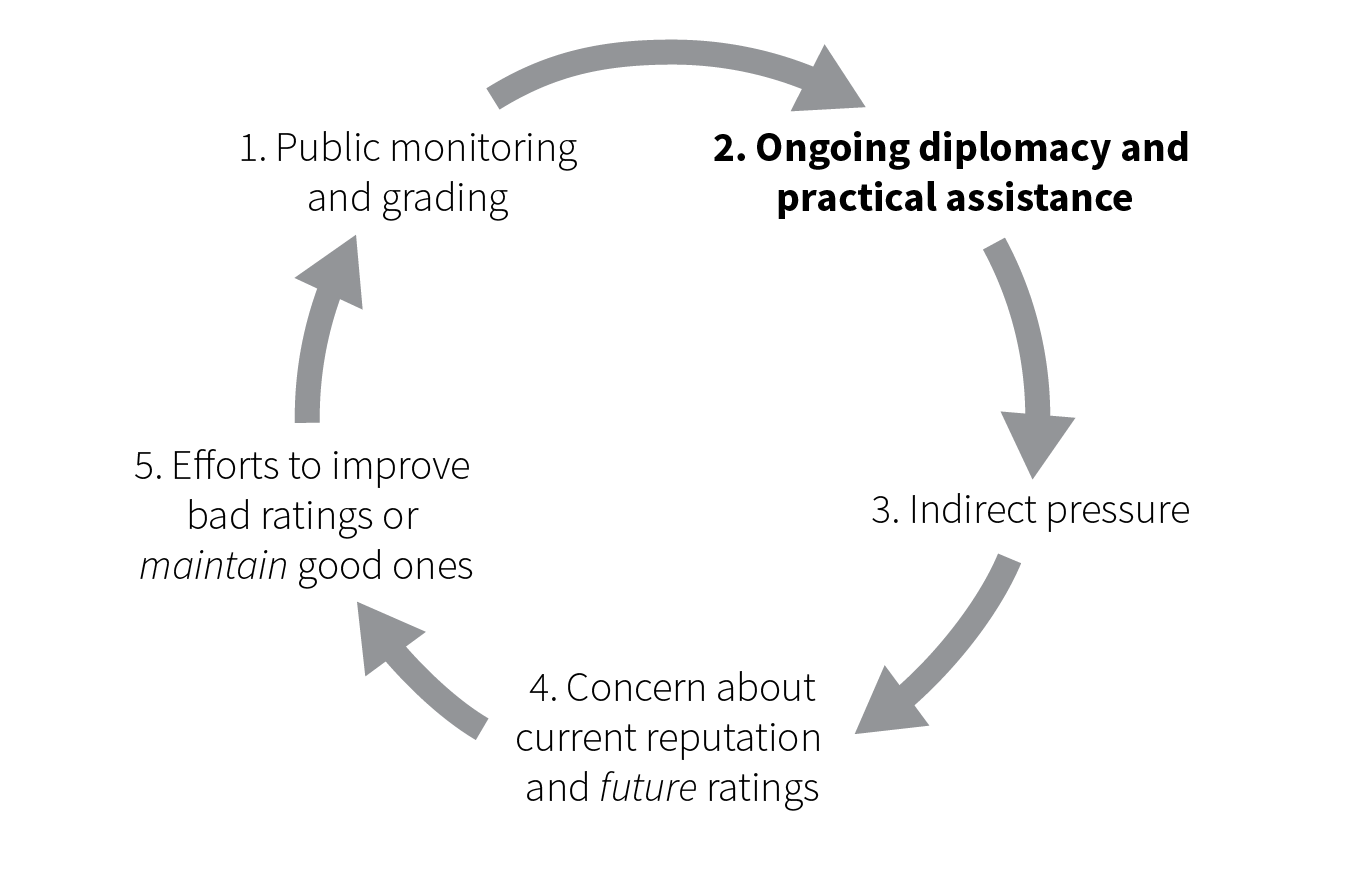 1. Public monitoring
and grading
2. Ongoing diplomacy and
practical assistance
3. Indirect pressure
4. Concern about
current reputation
and future ratings
5. Efforts to improve
bad ratings or
maintain good ones